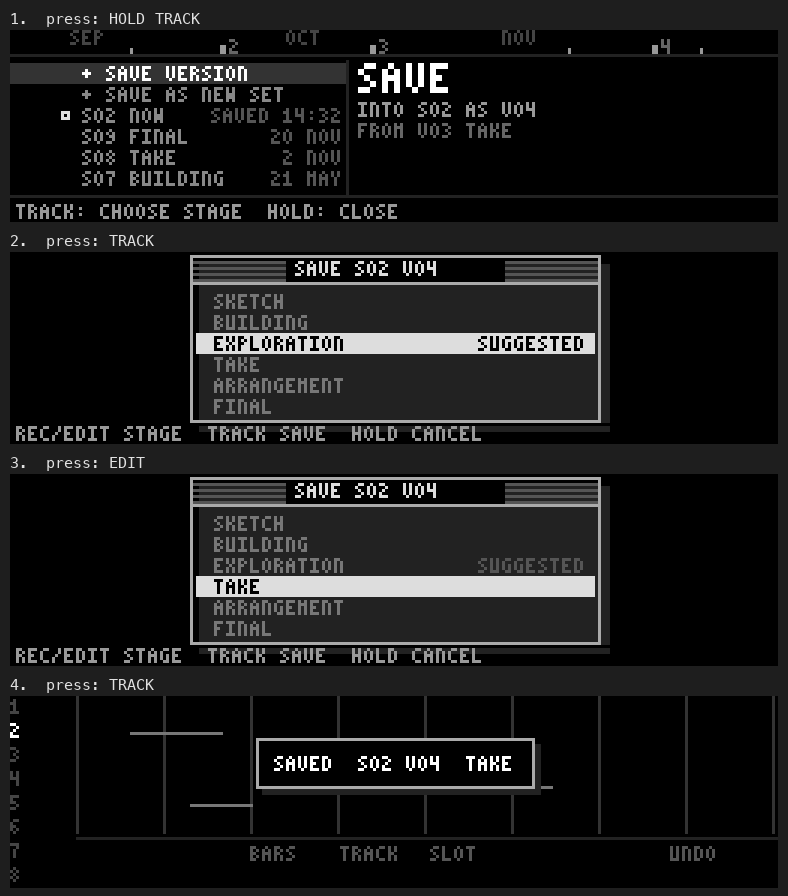 1.  press: HOLD TRACK
SEP OCT NOV
2 3 4
+ SAVE VERSION
+ SAVE AS NEW SET
S02 NOW SAVED 14:32
S09 FINAL 20 NOV
S08 TAKE 2 NOV
S07 BUILDING 21 MAY
SAVE
INTO S02 AS V04
FROM V03 TAKE
TRACK: CHOOSE STAGE  HOLD: CLOSE
2.  press: TRACK
SAVE S02 V04
SKETCH
BUILDING
EXPLORATION SUGGESTED
TAKE
ARRANGEMENT
FINAL
REC/EDIT STAGE  TRACK SAVE  HOLD CANCEL
3.  press: EDIT
SAVE S02 V04
SKETCH
BUILDING
EXPLORATION SUGGESTED
TAKE
ARRANGEMENT
FINAL
REC/EDIT STAGE  TRACK SAVE  HOLD CANCEL
4.  press: TRACK
1
2
3
SAVED  S02 V04  TAKE
4
5
6
7 BARS TRACK SLOT UNDO
8